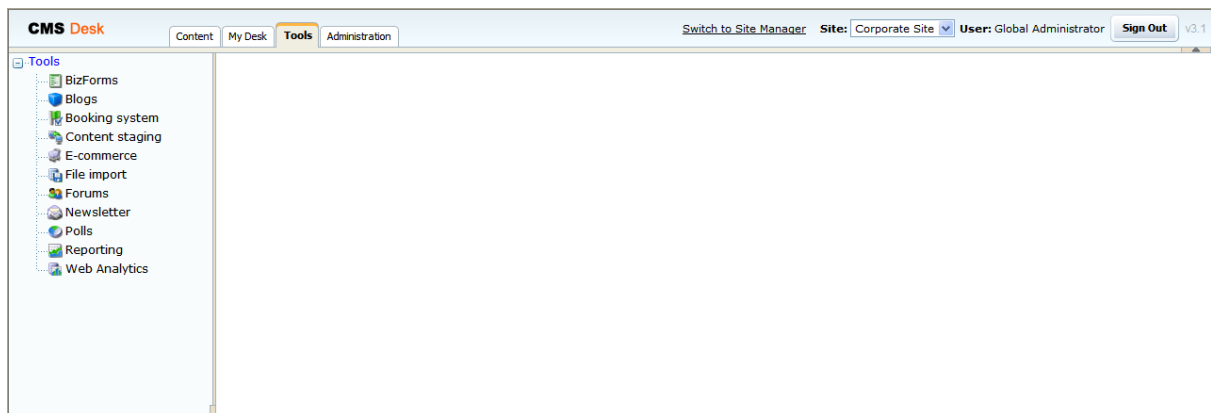 CMS Desk Content My Desk Tools Administration Switch to Site Manager Site: Corporate Site User: Global Administrator Sign Out v3.1
Tools
BizForms
Blogs
Booking system
Content staging
E-commerce
File import
Forums
Newsletter
Polls
Reporting
Web Analytics